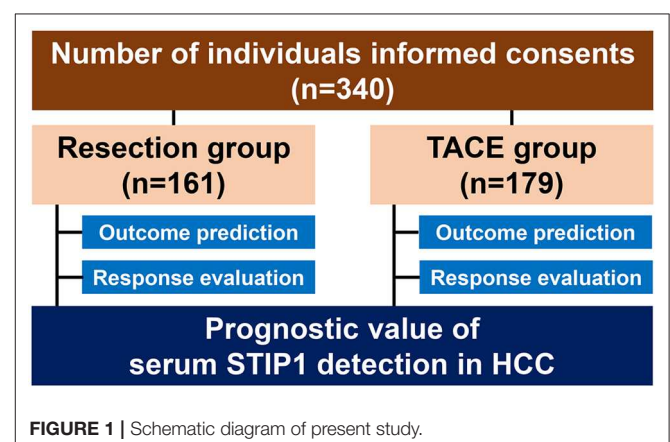 Number of individuals informed consents
(n=340)
Resection group
(n=161)
TACE group
(n=179)
Outcome prediction
Outcome prediction
Response evaluation
Response evaluation
Prognostic value of
serum STIP1 detection in HCC
FIGURE 1 | Schematic diagram of present study.